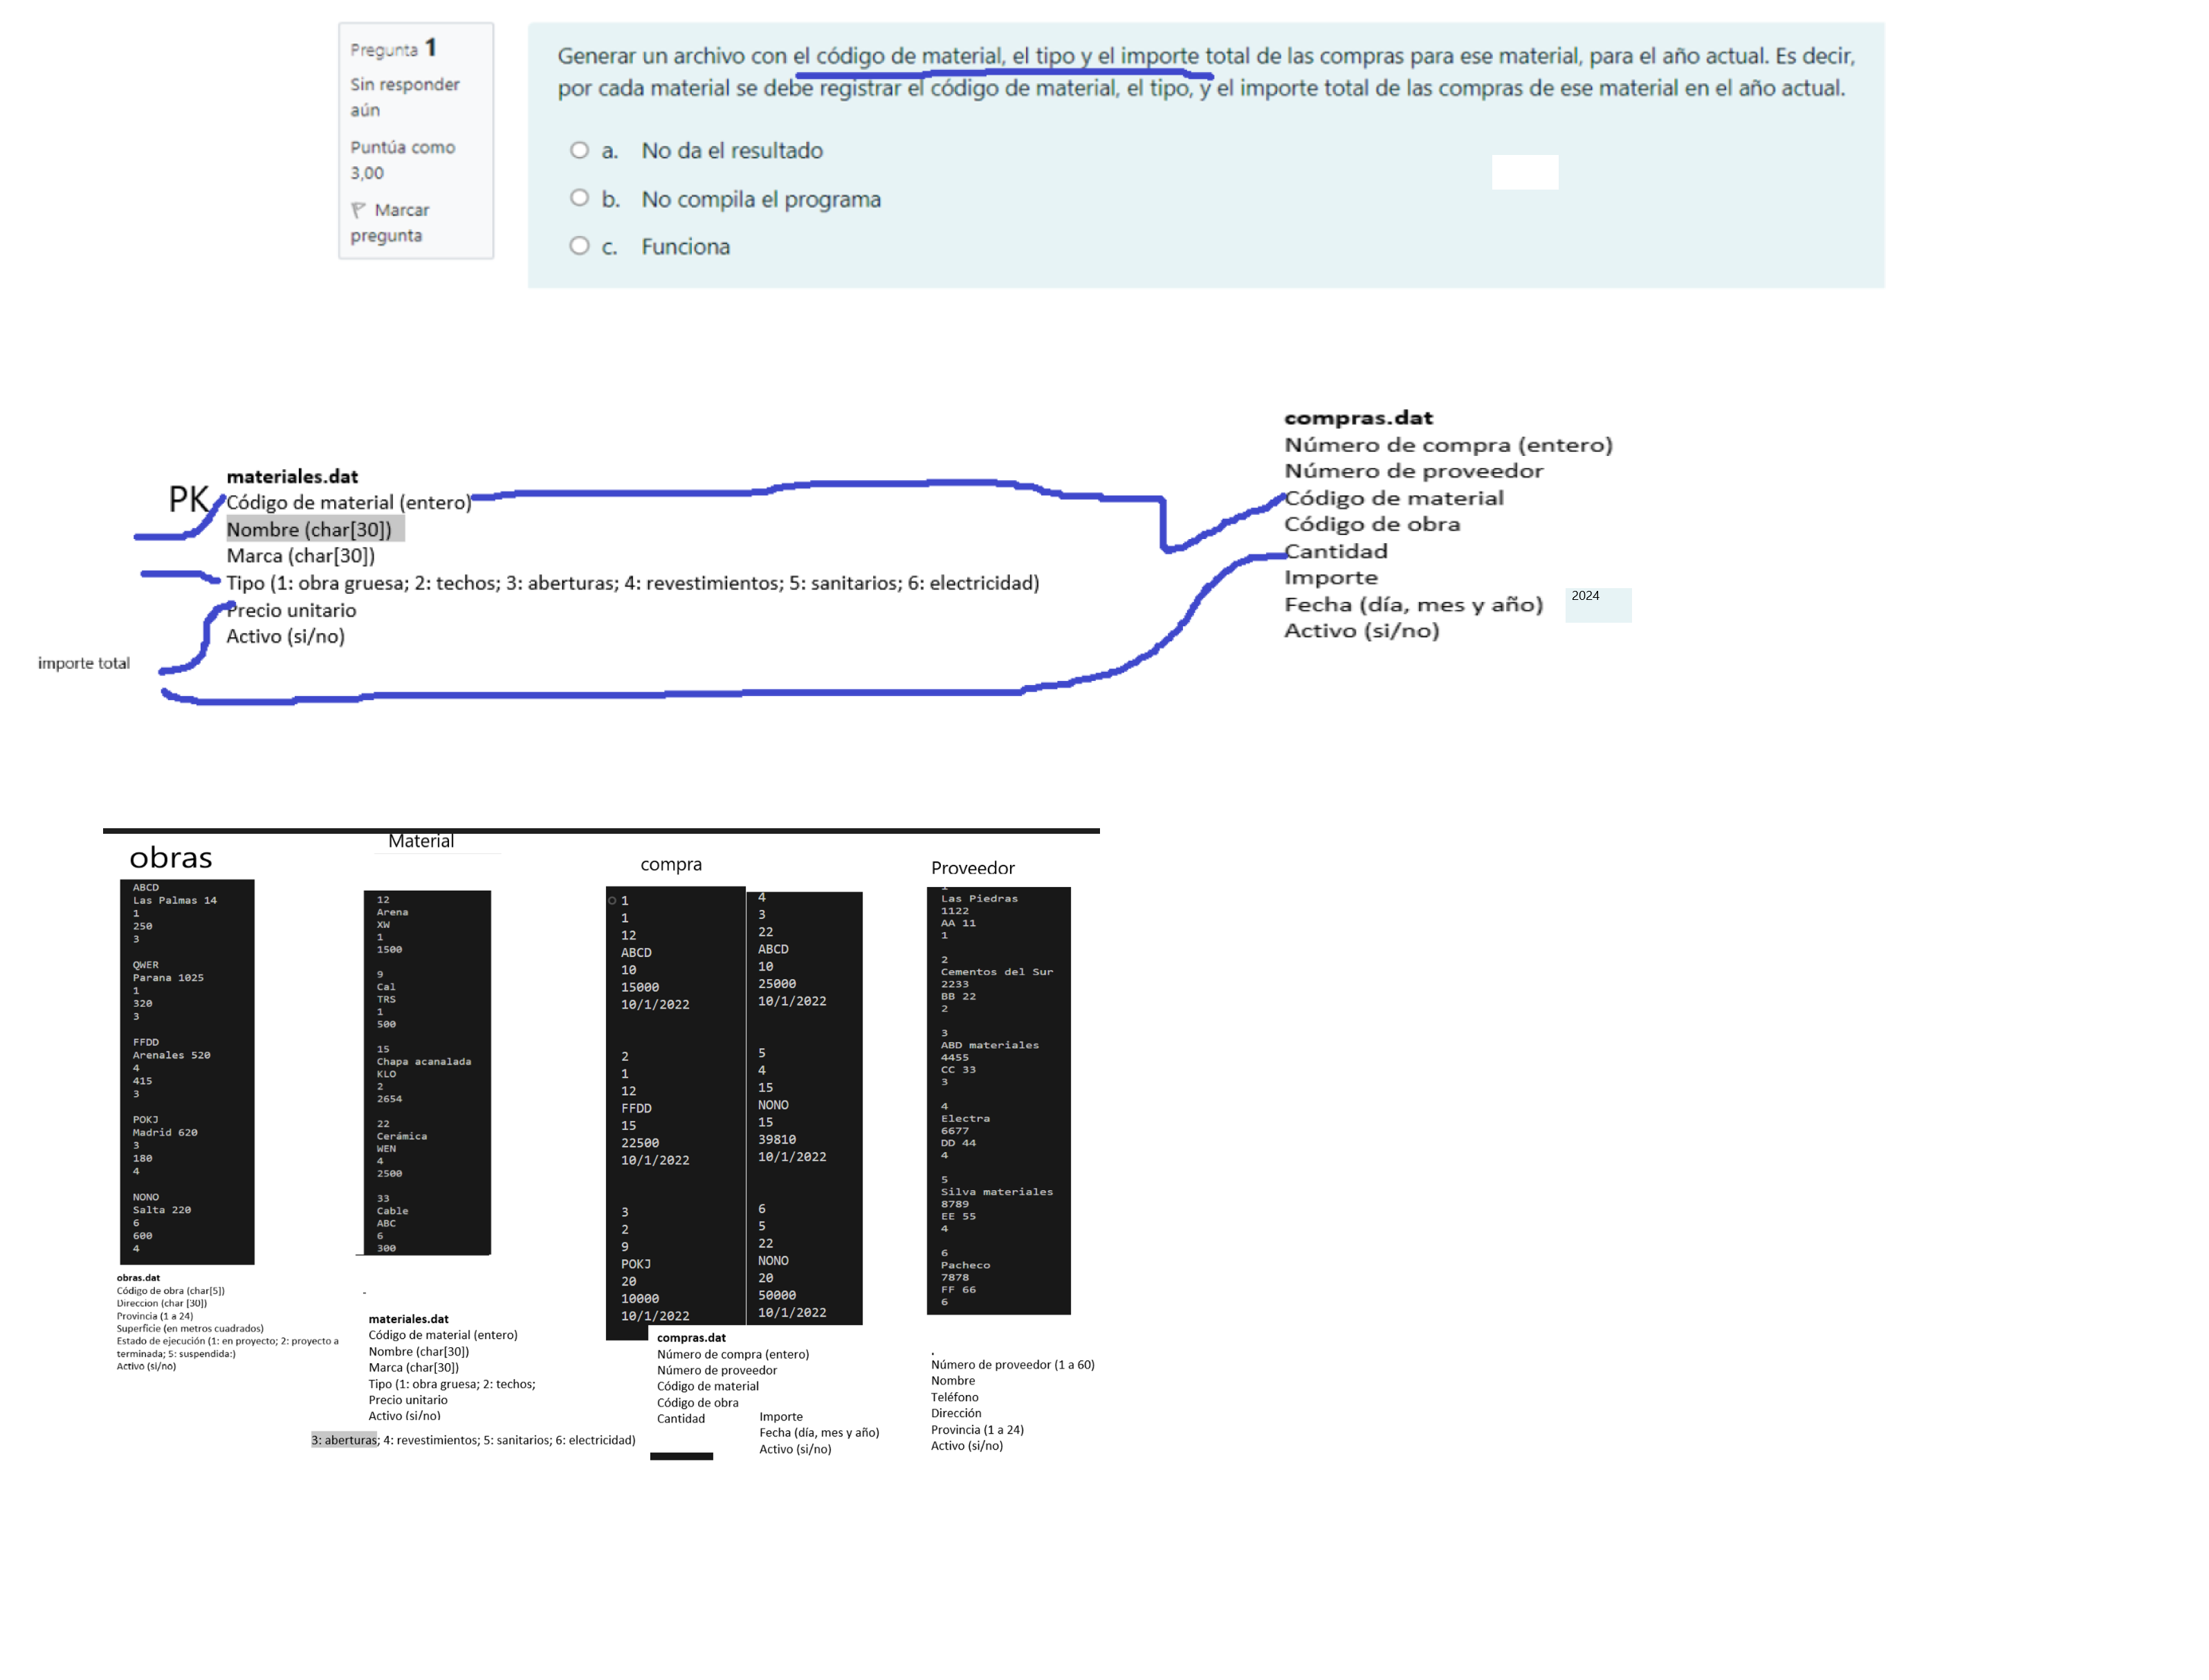 Pregunta 1
Sin responder
aún
Puntúa como
3,00
Marcar
pregunta
Generar un archivo con el código de material, el tipo y el importe total de las compras para ese material, para el año actual. Es decir,
por cada material se debe registrar el código de material, el tipo, y el importe total de las compras de ese material en el año actual.
a. No da el resultado
b. No compila el programa
c. Funciona
compras.dat
Número de compra (entero)
Número de proveedor
Código de material
Código de obra
Cantidad
Importe
Fecha (día, mes y año)
2024
Activo (si/no)
PK
materiales.dat
Código de material (entero)
Nombre (char[30])
Marca (char[30])
Tipo (1: obra gruesa; 2: techos; 3: aberturas; 4: revestimientos; 5: sanitarios; 6: electricidad)
Precio unitario
Activo (si/no)
importe total
obras
ABCD
Las Palmas 14
1
250
3
QWER
Parana 1025
1
320
3
FFDD
Arenales 520
4
415
3
POKJ
Madrid 620
3
180
4
NONO
Salta 220
6
600
4
obras.dat
Código de obra (char[5])
Direccion (char [30])
Provincia (1 a 24)
Superficie (en metros cuadrados)
Estado de ejecución (1: en proyecto; 2: proyecto a
terminada; 5: suspendida:)
Activo (si/no)
Material
12
Arena
XW
1
1500
9
Cal
TRS
1
500
15
Chapa acanalada
KLO
2
2654
22
Cerámica
WEN
4
2500
33
Cable
ABC
6
300
materiales.dat
Código de material (entero)
Nombre (char[30])
Marca (char[30])
Tipo (1: obra gruesa; 2: techos;
Precio unitario
Activo (si/no)
3: aberturas; 4: revestimientos; 5: sanitarios; 6: electricidad)
compra
1
1
12
ABCD
10
15000
10/1/2022
2
1
12
FFDD
15
22500
10/1/2022
3
2
9
POKJ
20
10000
10/1/2022
4
3
22
ABCD
10
25000
10/1/2022
5
4
15
NONO
15
39810
10/1/2022
6
5
22
NONO
20
50000
10/1/2022
compras.dat
Número de compra (entero)
Número de proveedor
Código de material
Código de obra
Cantidad
Importe
Fecha (día, mes y año)
Activo (si/no)
Proveedor
1
Las Piedras
1122
AA 11
1
2
Cementos del Sur
2233
BB 22
2
3
ABD materiales
4455
CC 33
3
4
Electra
6677
DD 44
4
5
Silva materiales
8789
EE 55
4
6
Pacheco
7878
FF 66
6
Número de proveedor (1 a 60)
Nombre
Teléfono
Dirección
Provincia (1 a 24)
Activo (si/no)